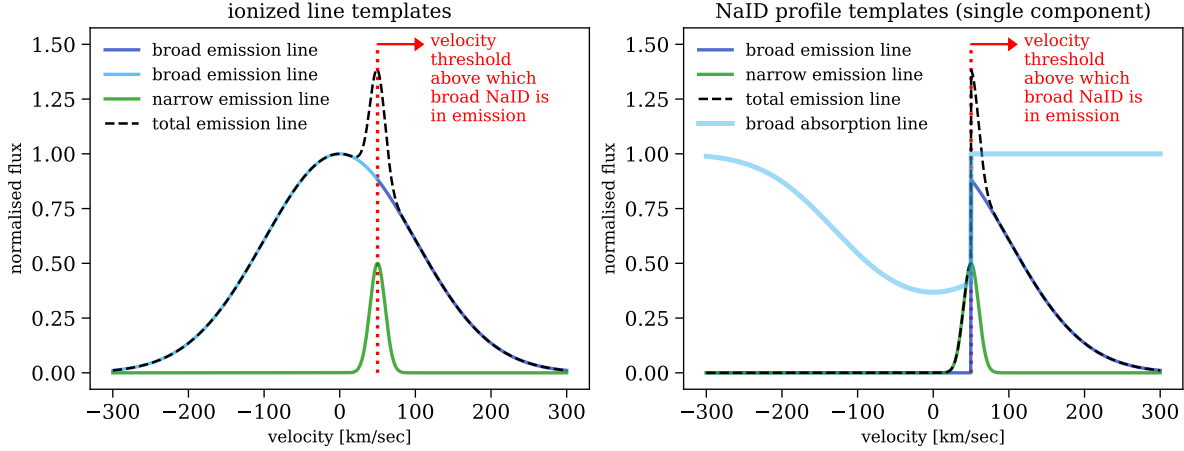 ionized line templates
1.50
1.25
1.00
0.75
0.50
0.25
0.00
normalised flux
broad emission line
broad emission line
narrow emission line
total emission line
velocity
threshold
above which
broad NaID is
in emission
−300
−200
−100
0
100
200
300
velocity [km/sec]
NaID profile templates (single component)
1.50
1.25
1.00
0.75
0.50
0.25
0.00
normalised flux
broad emission line
narrow emission line
total emission line
broad absorption line
velocity
threshold
above which
broad NaID is
in emission
−300
−200
−100
0
100
200
300
velocity [km/sec]